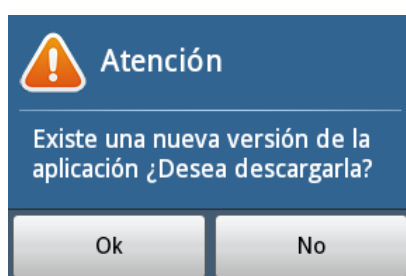 Atención
Existe una nueva versión de la
aplicación ¿Desea descargarla?
Ok
No